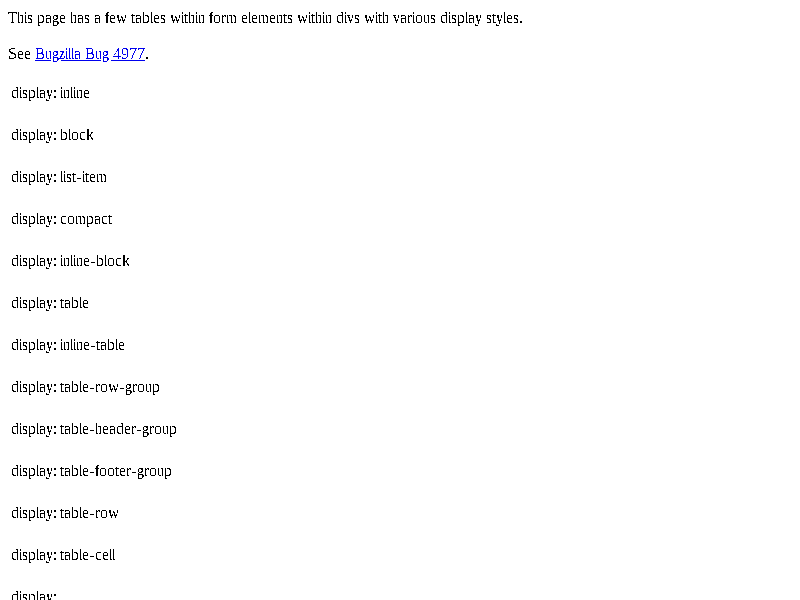 This page has a few tables within form elements within divs with various display styles.
See Bugzilla Bug 4977.
display: inline
display: block
display: list-item
display: compact
display: inline-block
display: table
display: inline-table
display: table-row-group
display: table-header-group
display: table-footer-group
display: table-row
display: table-cell
display: